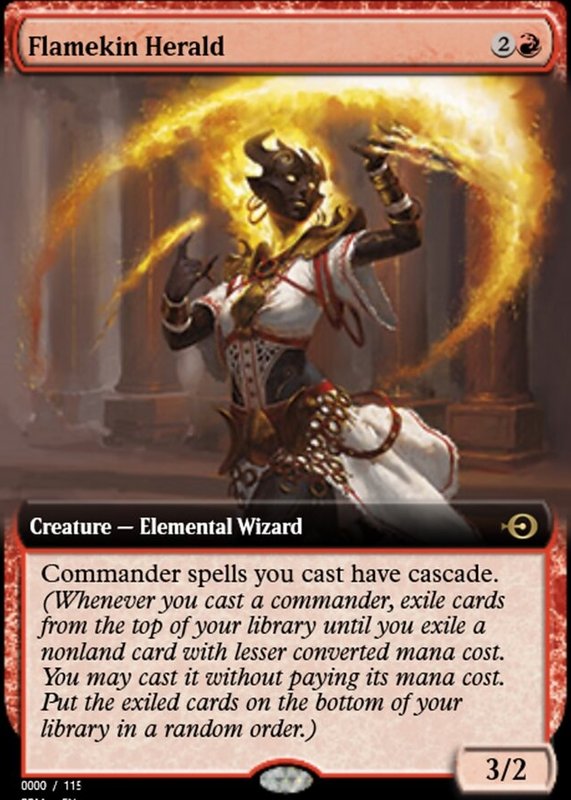 Flamekin Herald 2
Creature — Elemental Wizard
Commander spells you cast have cascade.
(Whenever you cast a commander, exile cards
from the top of your library until you exile a
nonland card with lesser converted mana cost.
You may cast it without paying its mana cost.
Put the exiled cards on the bottom of your
library in a random order.)
3/2
0000 / 115